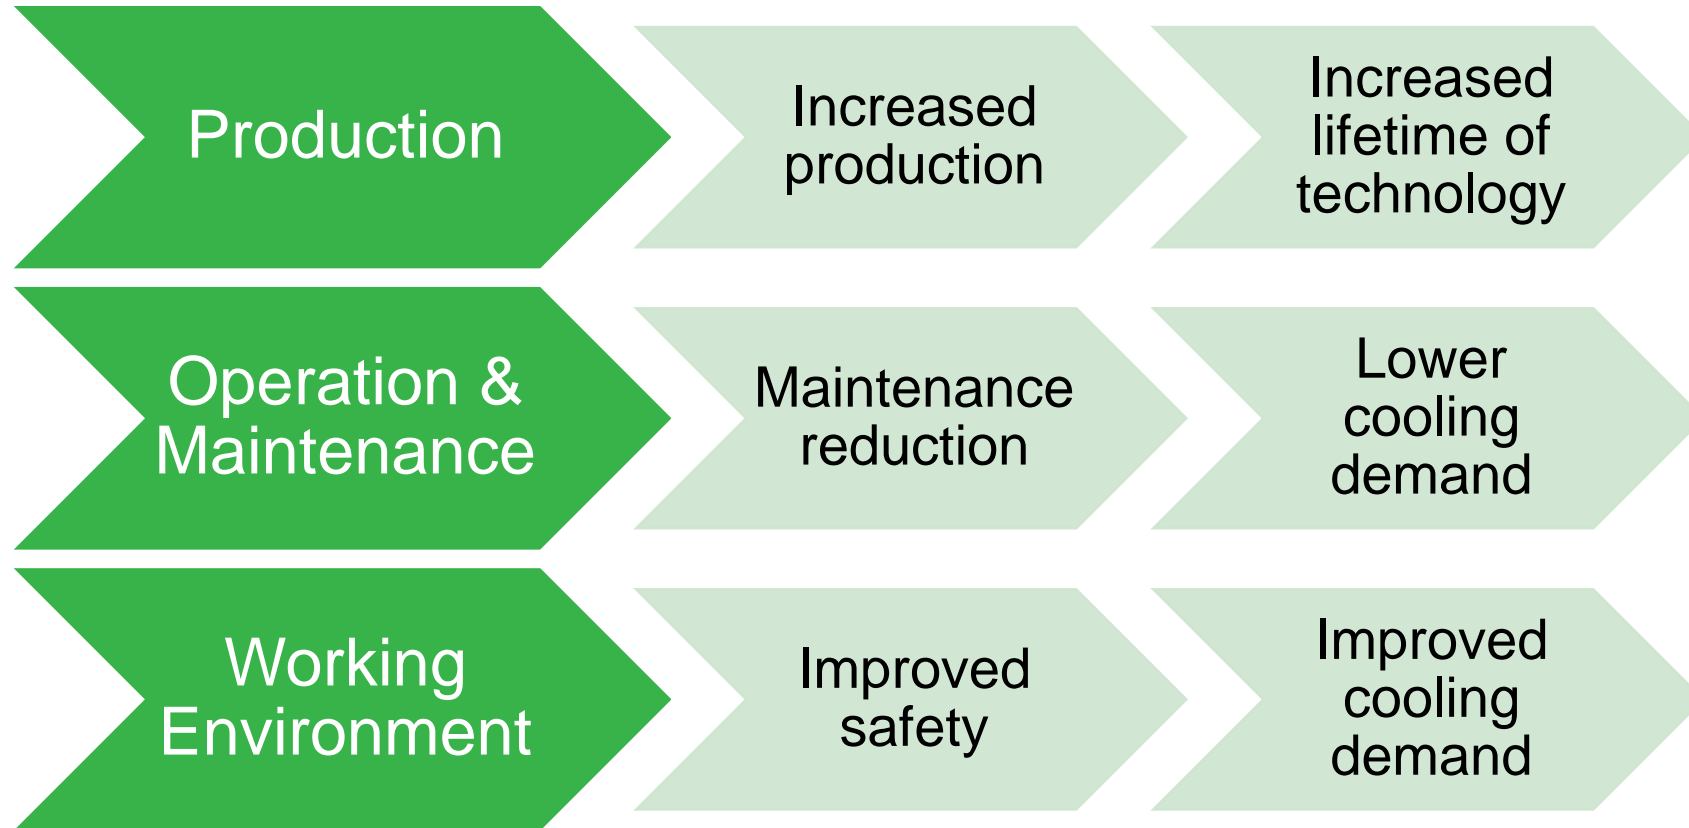 Production
Increased
production
Increased
lifetime of
technology
Operation &
Maintenance
Maintenance
reduction
Lower
cooling
demand
Working
Environment
Improved
safety
Improved
cooling
demand